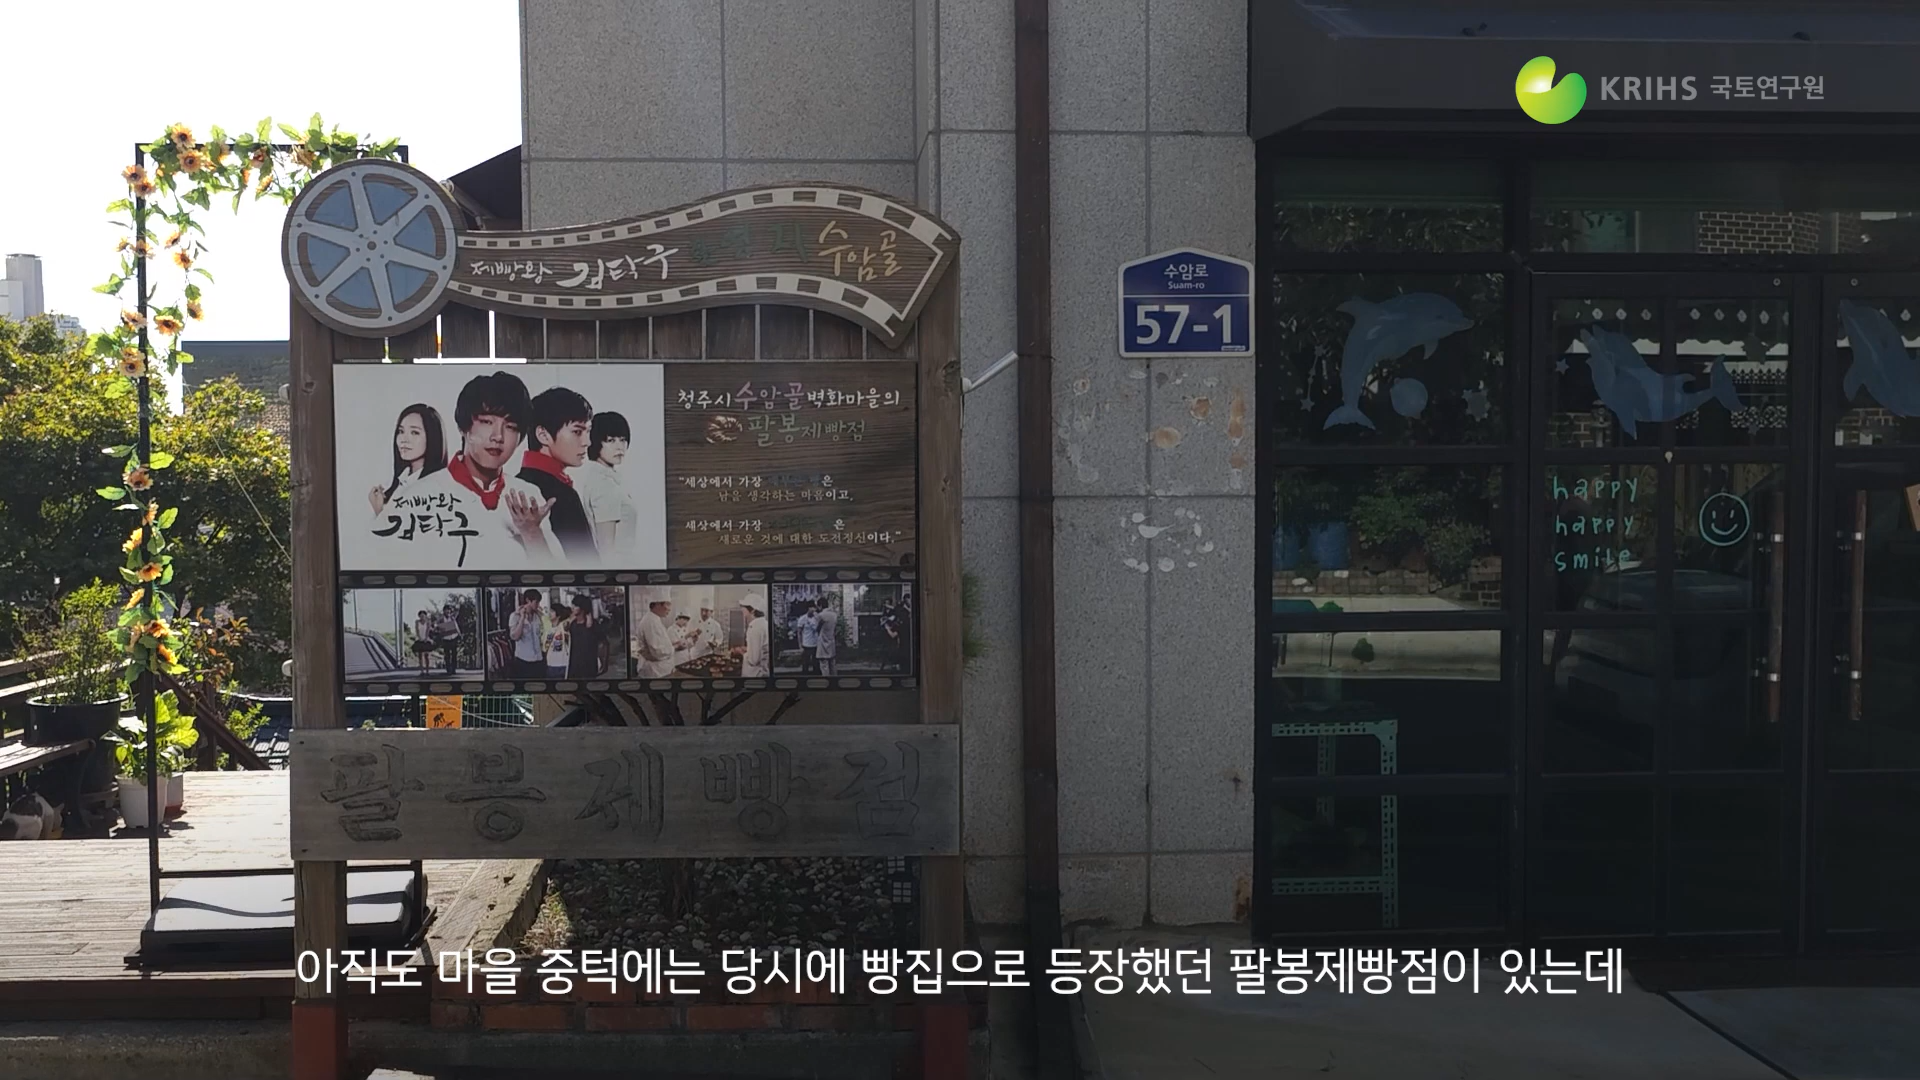 KRIHS 국토연구원
제빵왕 김탁구 수암골
수암로
Suam-ro
57-1
청주시 수암골 벽화마을의
팔봉제빵점
"세상에서 가장 은
남을 생각하는 마음이고,
세상에서 가장 은
새로운 것에 대한 도전정신이다."
제빵왕
김탁구
happy
happy
smile
팔봉제빵점
아직도 마을 중턱에는 당시에 빵집으로 등장했던 팔봉제빵점이 있는데